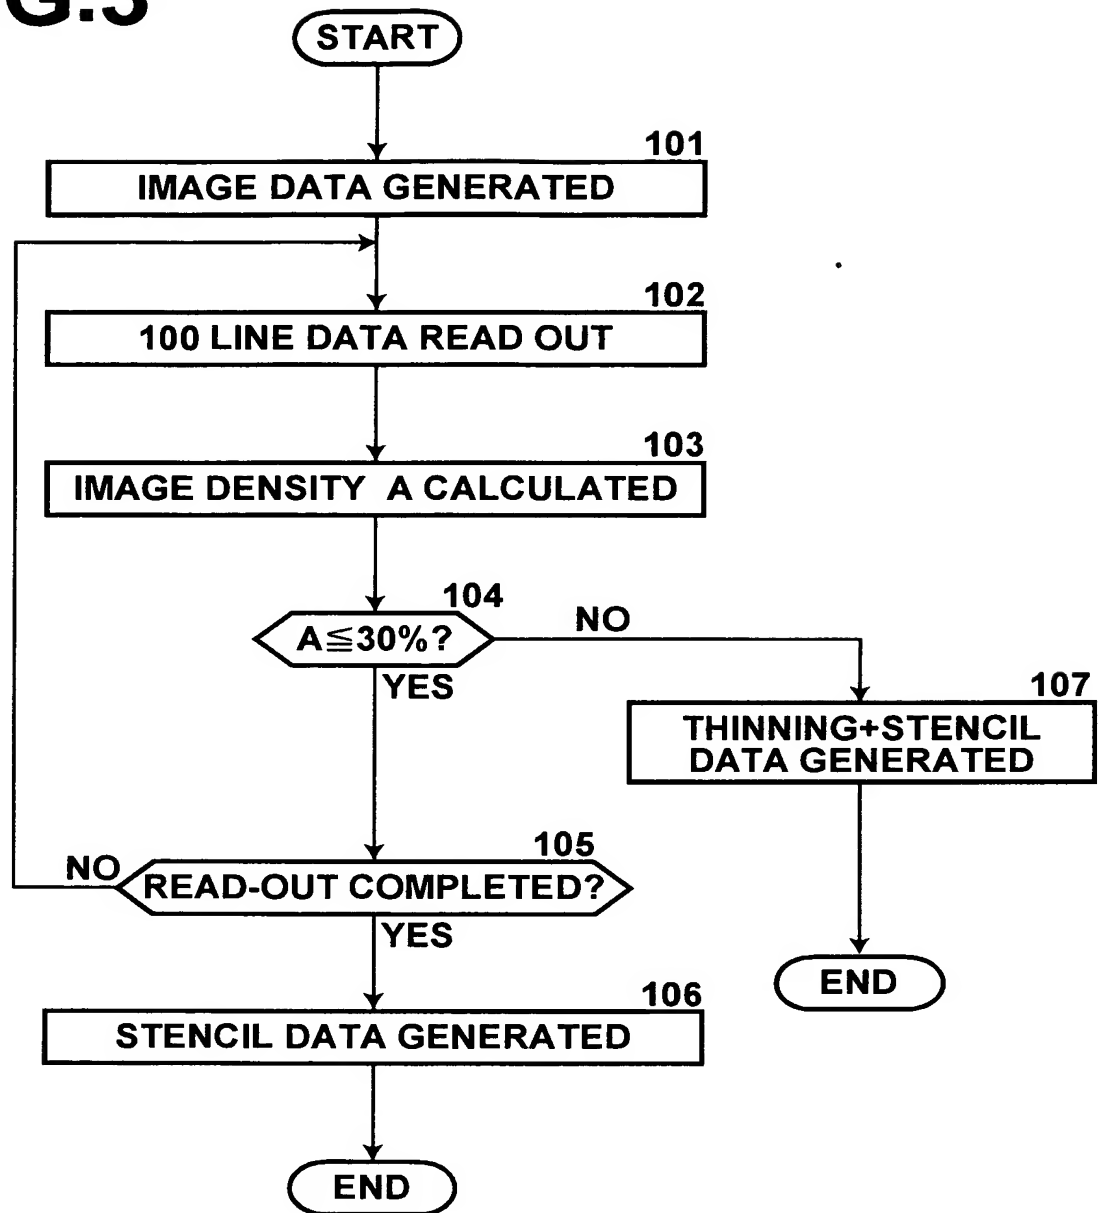 G.3
START
101
IMAGE DATA GENERATED
102
100 LINE DATA READ OUT
103
IMAGE DENSITY A CALCULATED
104
A≦30%?
NO
YES
107
THINNING+STENCIL
DATA GENERATED
105
NO
READ-OUT COMPLETED?
YES
END
106
STENCIL DATA GENERATED
END